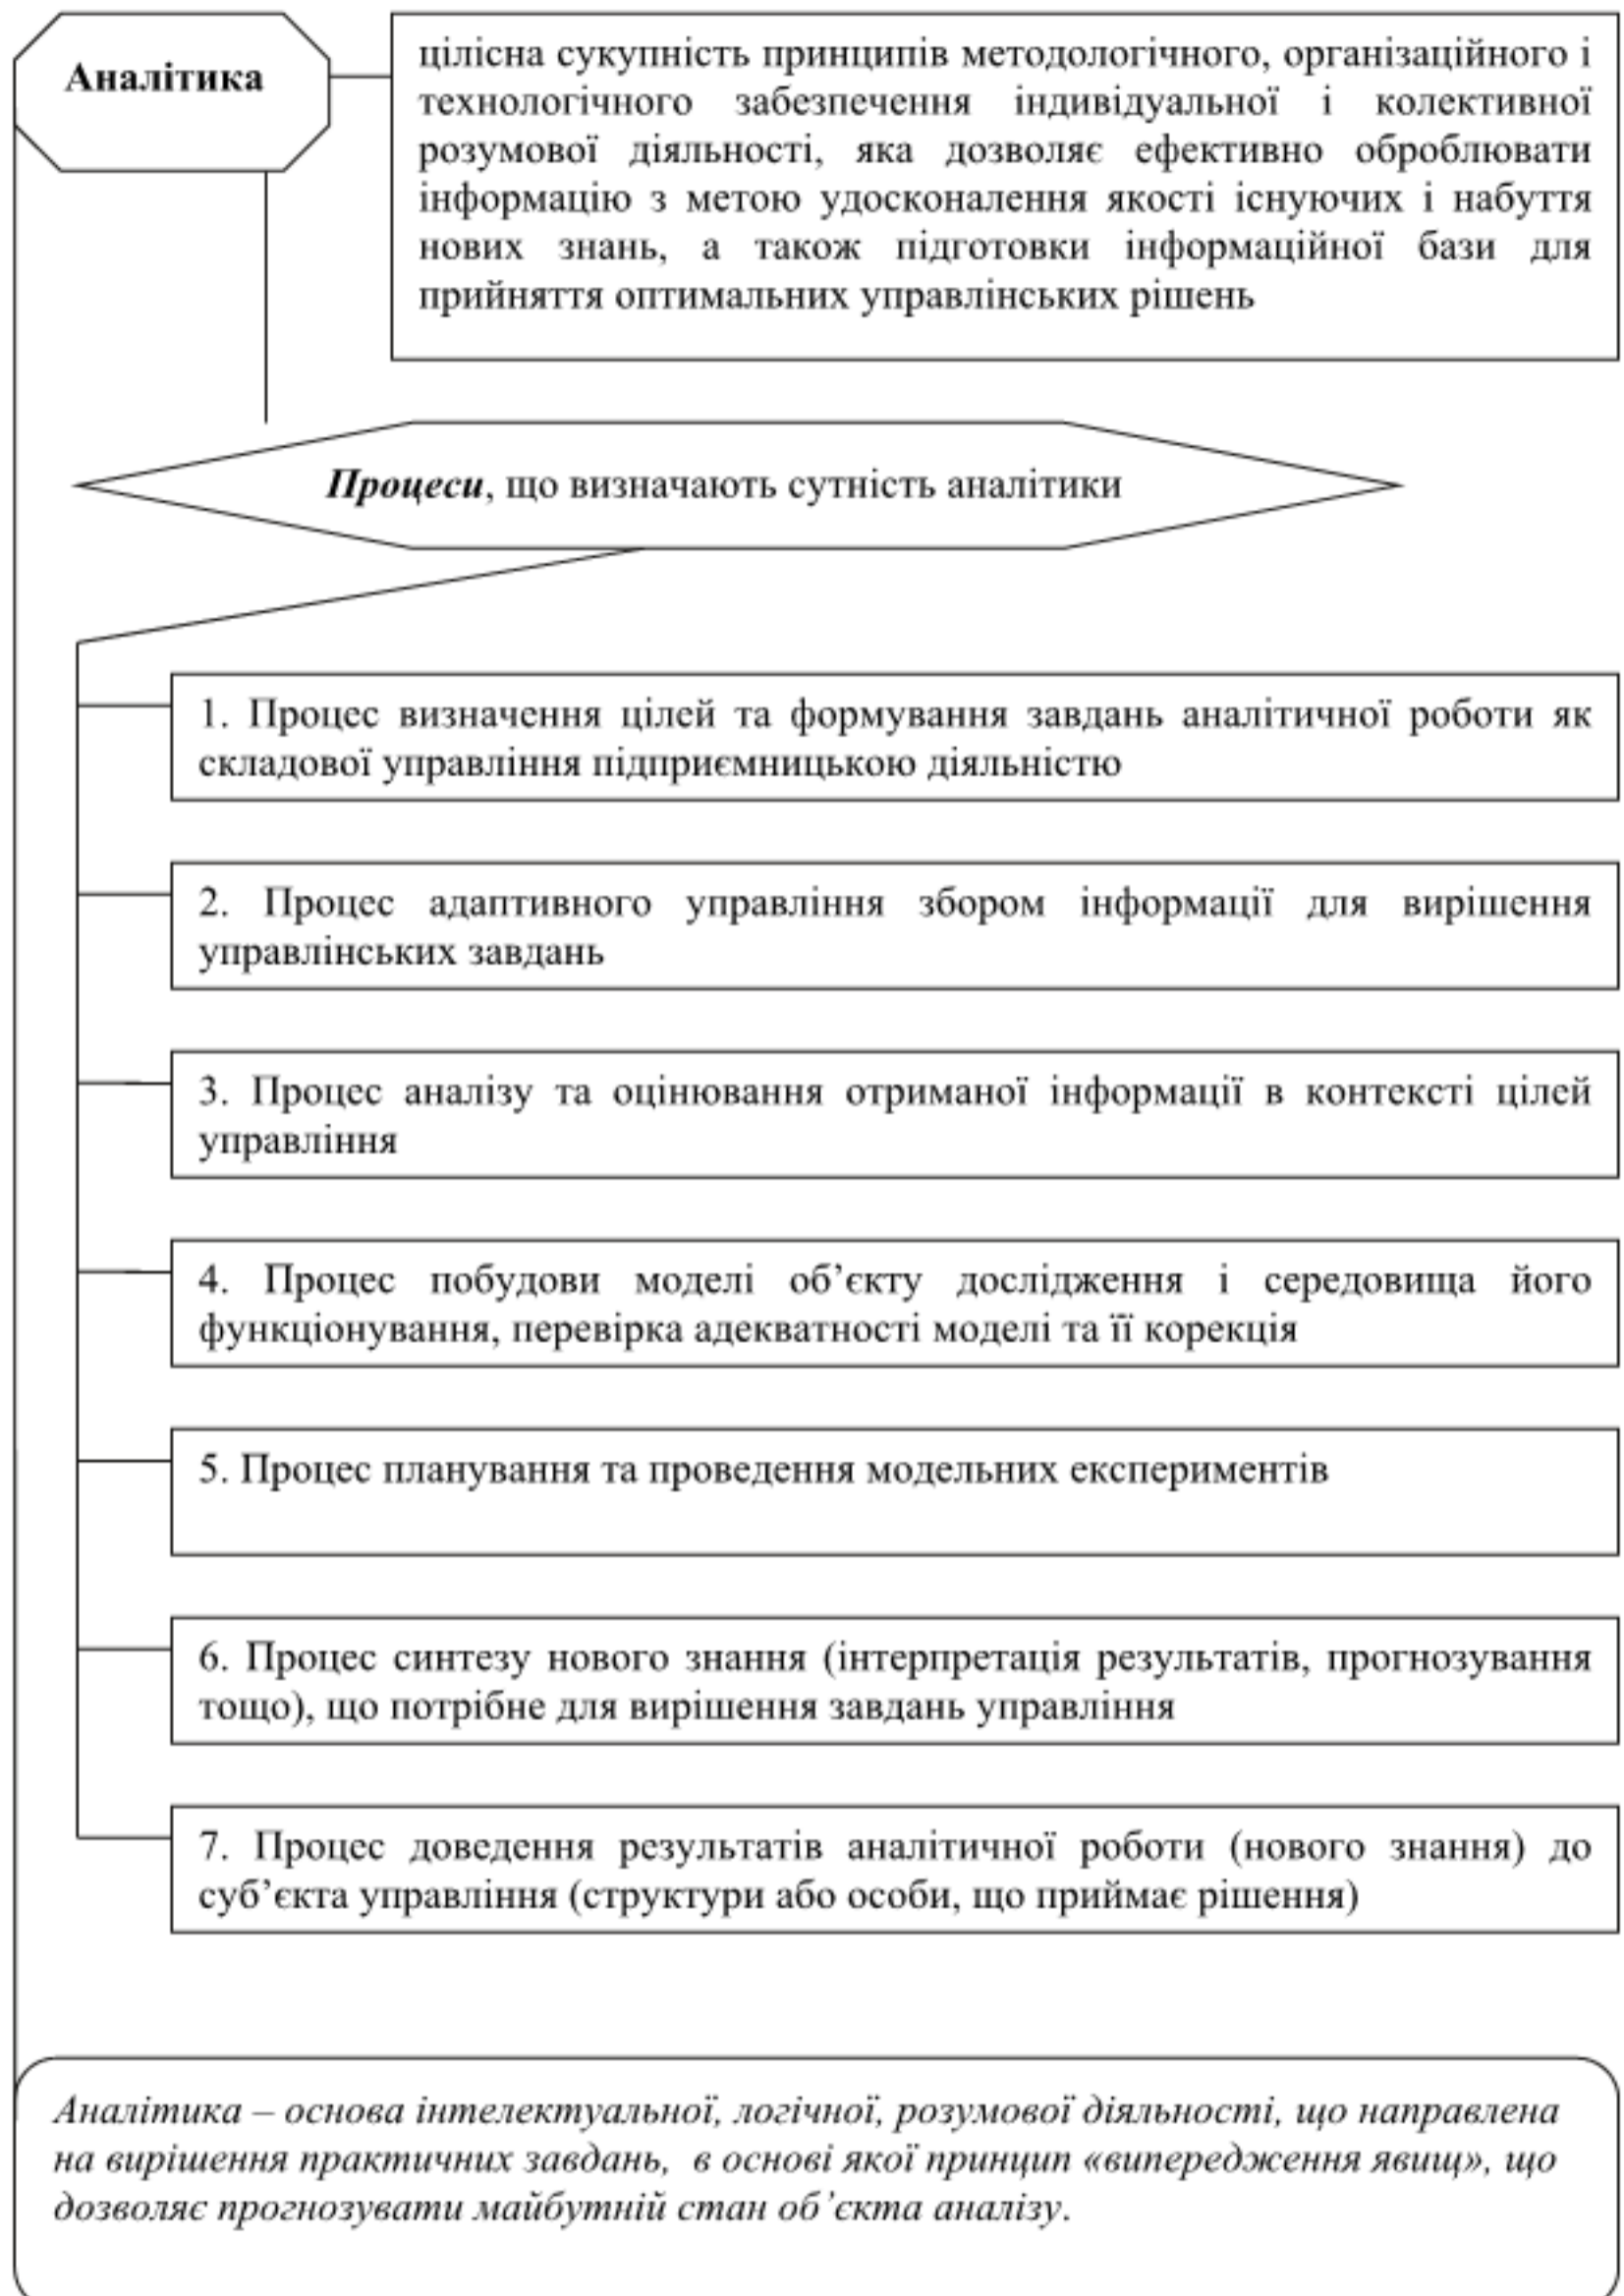 Аналітика
цілісна сукупність принципів методологічного, організаційного і
технологічного забезпечення індивідуальної і колективної
розумової діяльності, яка дозволяє ефективно оброблювати
інформацію з метою удосконалення якості існуючих і набуття
нових знань, а також підготовки інформаційної бази для
прийняття оптимальних управлінських рішень
Процеси, що визначають сутність аналітики
1. Процес визначення цілей та формування завдань аналітичної роботи як
складової управління підприємницькою діяльністю
2. Процес адаптивного управління збором інформації для вирішення
управлінських завдань
3. Процес аналізу та оцінювання отриманої інформації в контексті цілей
управління
4. Процес побудови моделі об’єкту дослідження і середовища його
функціонування, перевірка адекватності моделі та її корекція
5. Процес планування та проведення модельних експериментів
6. Процес синтезу нового знання (інтерпретація результатів, прогнозування
тощо), що потрібне для вирішення завдань управління
7. Процес доведення результатів аналітичної роботи (нового знання) до
суб’єкта управління (структури або особи, що приймає рішення)
Аналітика – основа інтелектуальної, логічної, розумової діяльності, що направлена
на вирішення практичних завдань, в основі якої принцип «випередження явищ», що
дозволяє прогнозувати майбутній стан об’єкта аналізу.